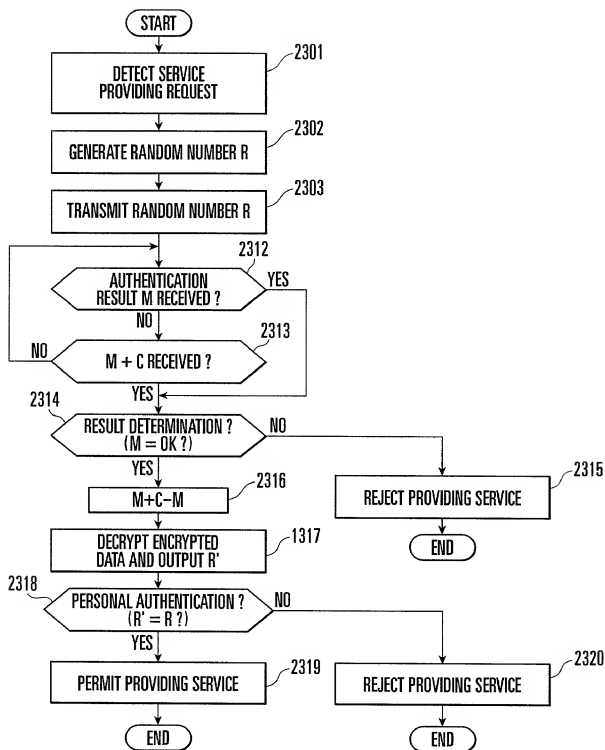 START
2301
DETECT SERVICE
PROVIDING REQUEST
2302
GENERATE RANDOM NUMBER R
2303
TRANSMIT RANDOM NUMBER R
2312
AUTHENTICATION
RESULT M RECEIVED ?
YES
NO
2313
NO
M + C RECEIVED ?
YES
2314
RESULT DETERMINATION ?
(M = OK ?)
NO
YES
2315
REJECT PROVIDING SERVICE
END
2316
M+C-M
1317
DECRYPT ENCRYPTED
DATA AND OUTPUT R'
2318
PERSONAL AUTHENTICATION ?
(R' = R ?)
NO
YES
2319
PERMIT PROVIDING SERVICE
END
2320
REJECT PROVIDING SERVICE
END